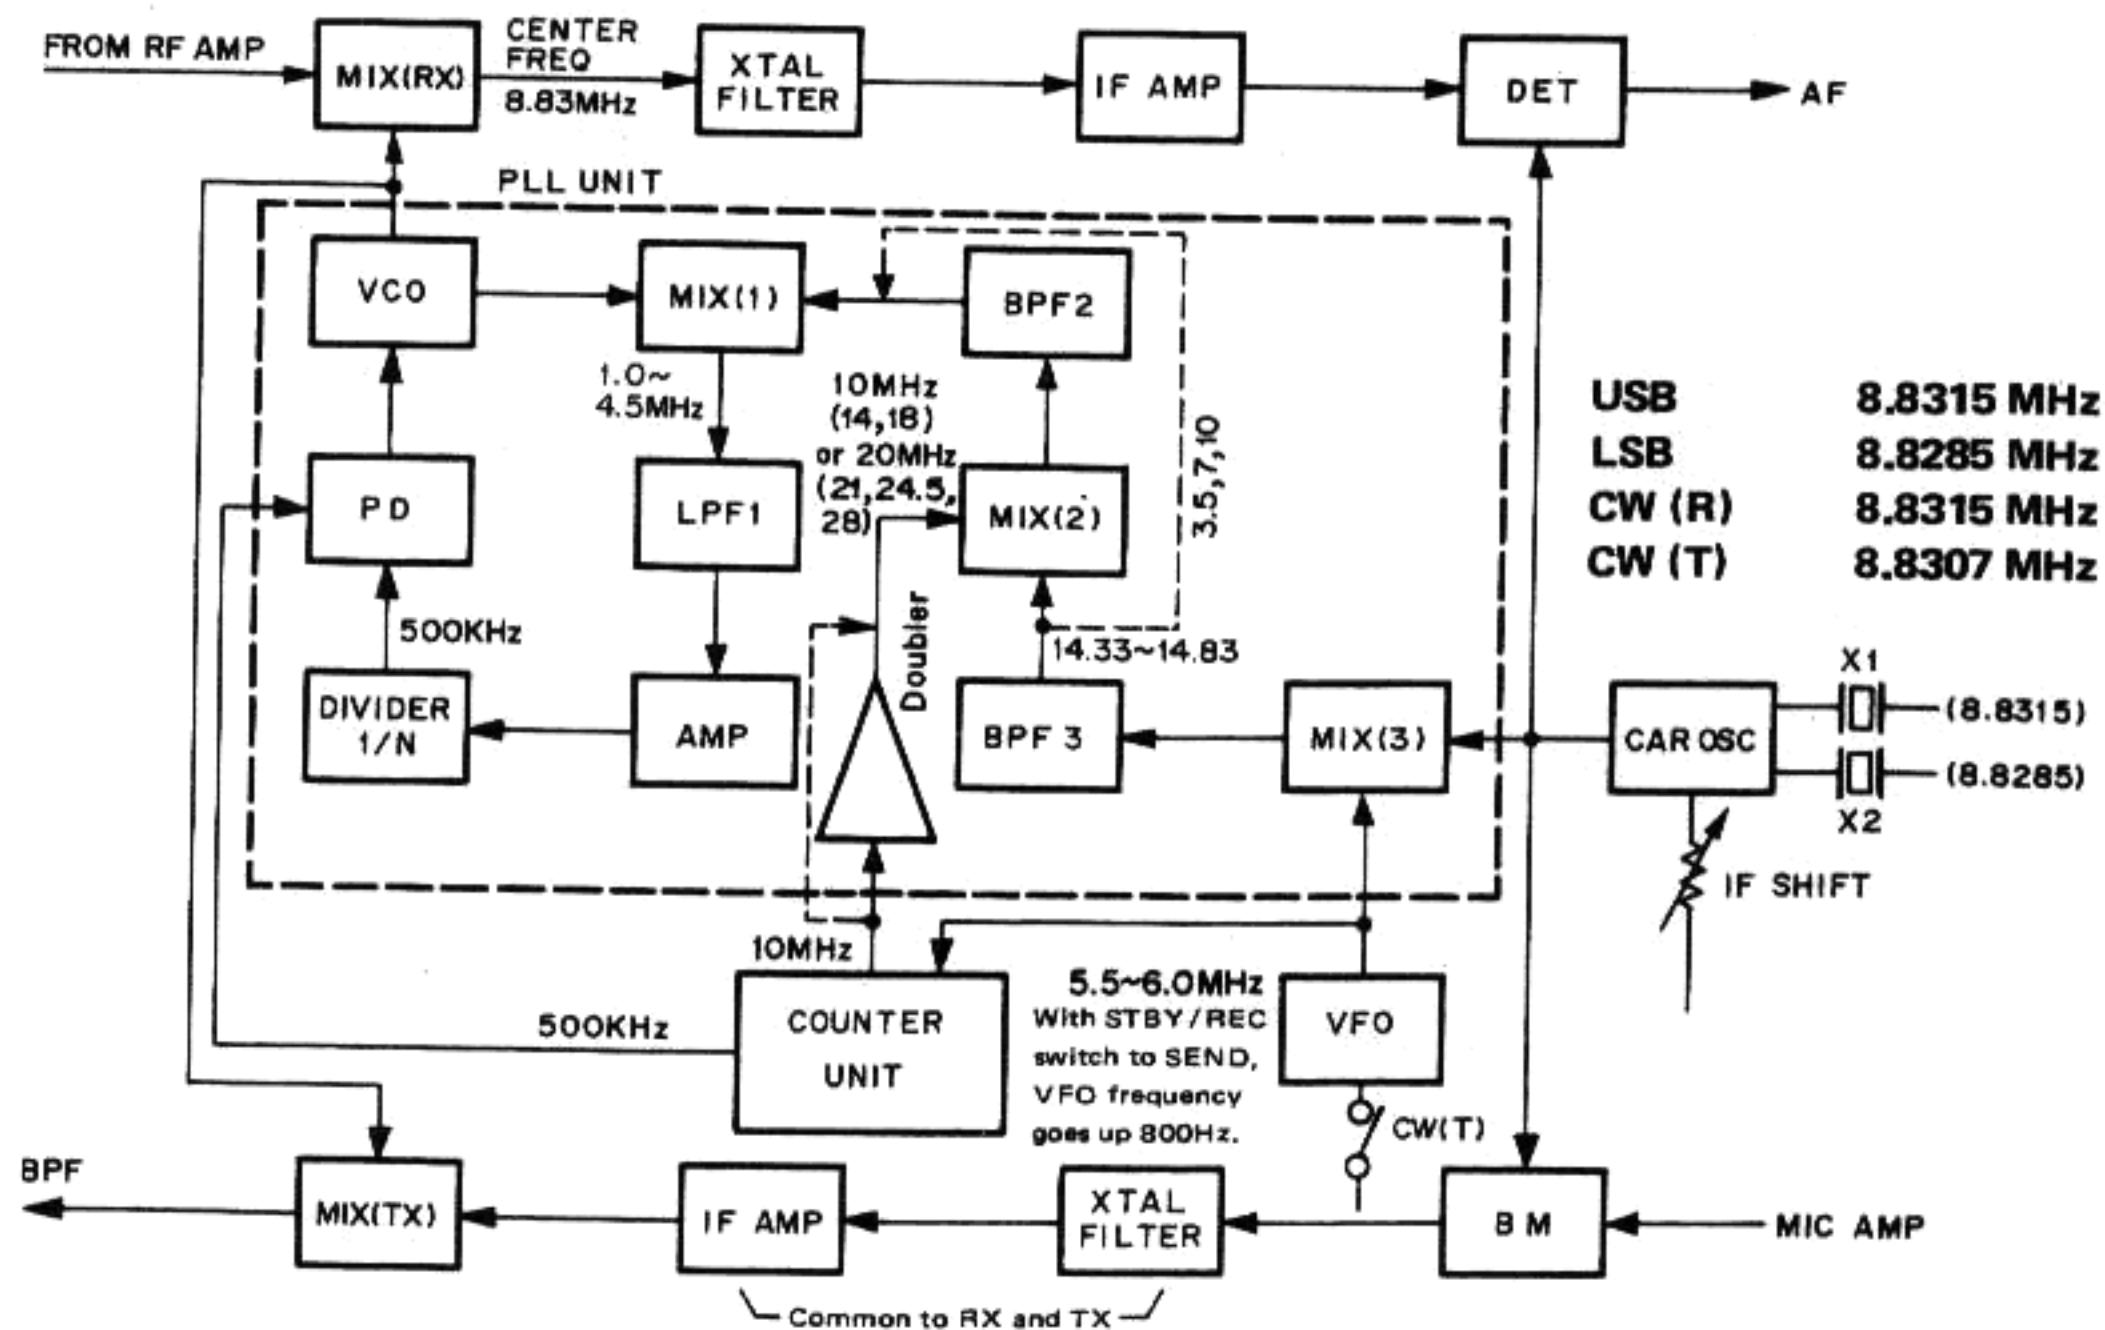 FROM RF AMP
MIX(RX)
CENTER
FREQ
8.83MHz
XTAL
FILTER
IF AMP
DET
AF
PLL UNIT
VCO
MIX(1)
BPF2
1.0~
4.5MHz
10MHz
(14,18)
or 20MHz
(21,24.5,
28)
3.5,7,10
USB 8.8315 MHz
LSB 8.8285 MHz
CW (R) 8.8315 MHz
CW (T) 8.8307 MHz
PD
LPF1
MIX(2)
500KHz
Doubler
14.33~14.83
DIVIDER
1/N
AMP
BPF 3
MIX(3)
CAR OSC
X1
(8.8315)
(8.8285)
X2
IF SHIFT
10MHz
500KHz
COUNTER
UNIT
5.5~6.0MHz
With STBY/REC
switch to SEND,
VFO frequency
goes up 800Hz.
VFO
CW(T)
BPF
MIX(TX)
IF AMP
XTAL
FILTER
BM
MIC AMP
Common to RX and TX